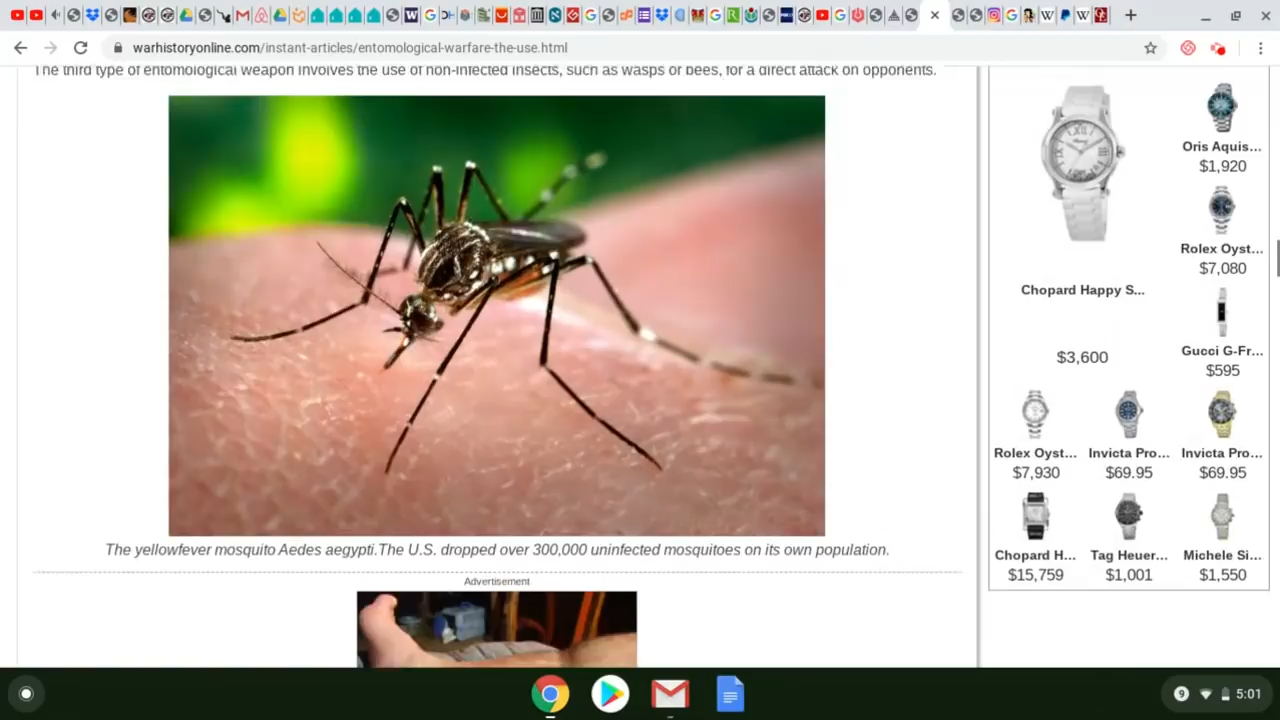 warhistoryonline.com/instant-articles/entomological-warfare-the-use.html
The third type of entomological weapon involves the use of non-infected insects, such as wasps or bees, for a direct attack on opponents.
The yellowfever mosquito Aedes aegypti.The U.S. dropped over 300,000 uninfected mosquitoes on its own population.
Advertisement
Chopard Happy S...
$3,600
Oris Aquis...
$1,920
Rolex Oyst...
$7,080
Gucci G-Fr...
$595
Rolex Oyst... Invicta Pro... Invicta Pro...
$7,930 $69.95 $69.95
Chopard H... Tag Heuer... Michele Si...
$15,759 $1,001 $1,550
9 5:01